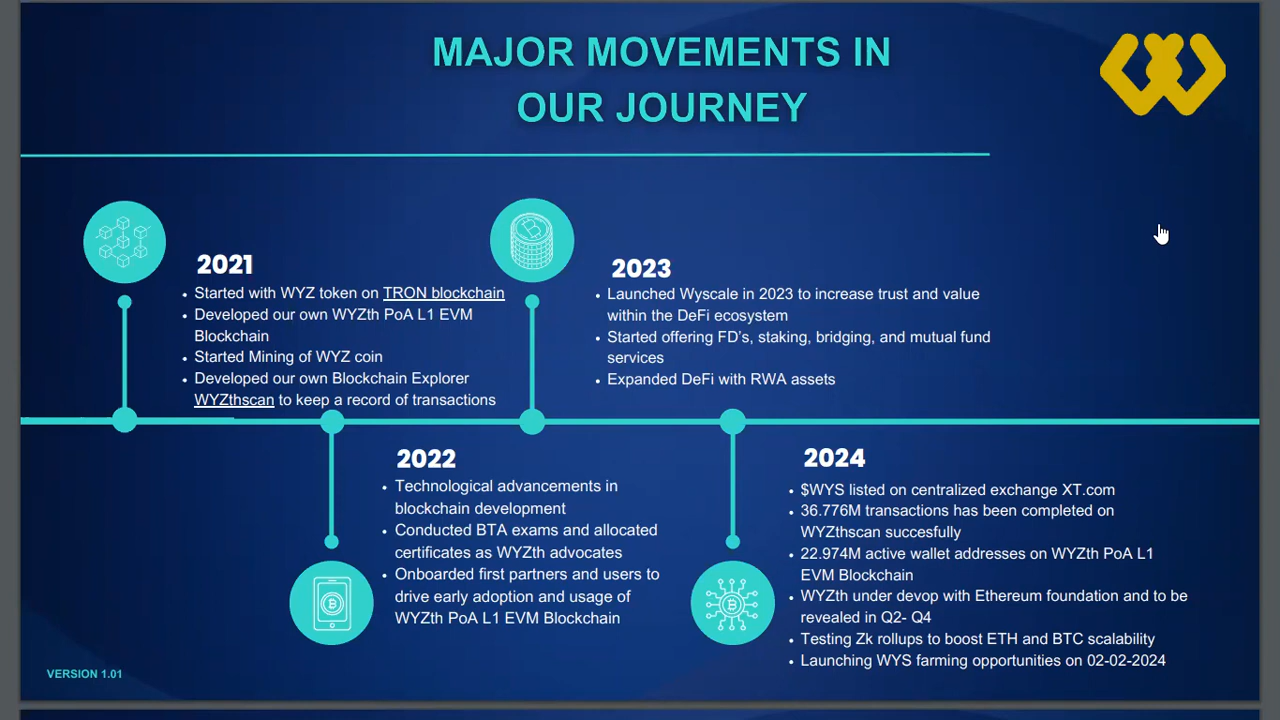 MAJOR MOVEMENTS IN
OUR JOURNEY
2021
Started with WYZ token on TRON blockchain
Developed our own WYZth PoA L1 EVM
Blockchain
Started Mining of WYZ coin
Developed our own Blockchain Explorer
WYZthscan to keep a record of transactions
2023
Launched Wyscale in 2023 to increase trust and value
within the DeFi ecosystem
Started offering FD's, staking, bridging, and mutual fund
services
Expanded DeFi with RWA assets
2022
Technological advancements in
blockchain development
Conducted BTA exams and allocated
certificates as WYZth advocates
Onboarded first partners and users to
drive early adoption and usage of
WYZth PoA L1 EVM Blockchain
2024
$WYS listed on centralized exchange XT.com
36.776M transactions has been completed on
WYZthscan succesfully
22.974M active wallet addresses on WYZth PoA L1
EVM Blockchain
WYZth under devop with Ethereum foundation and to be
revealed in Q2- Q4
Testing Zk rollups to boost ETH and BTC scalability
Launching WYS farming opportunities on 02-02-2024
VERSION 1.01